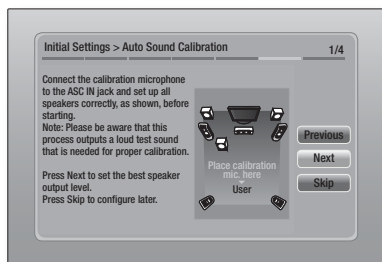 Initial Settings > Auto Sound Calibration
1/4
Connect the calibration microphone
to the ASC IN jack and set up all
speakers correctly, as shown, before
starting.
Note: Please be aware that this
process outputs a loud test sound
that is needed for proper calibration.
Press Next to set the best speaker
output level.
Press Skip to configure later.
Place calibration
mic. here
User
Previous
Next
Skip